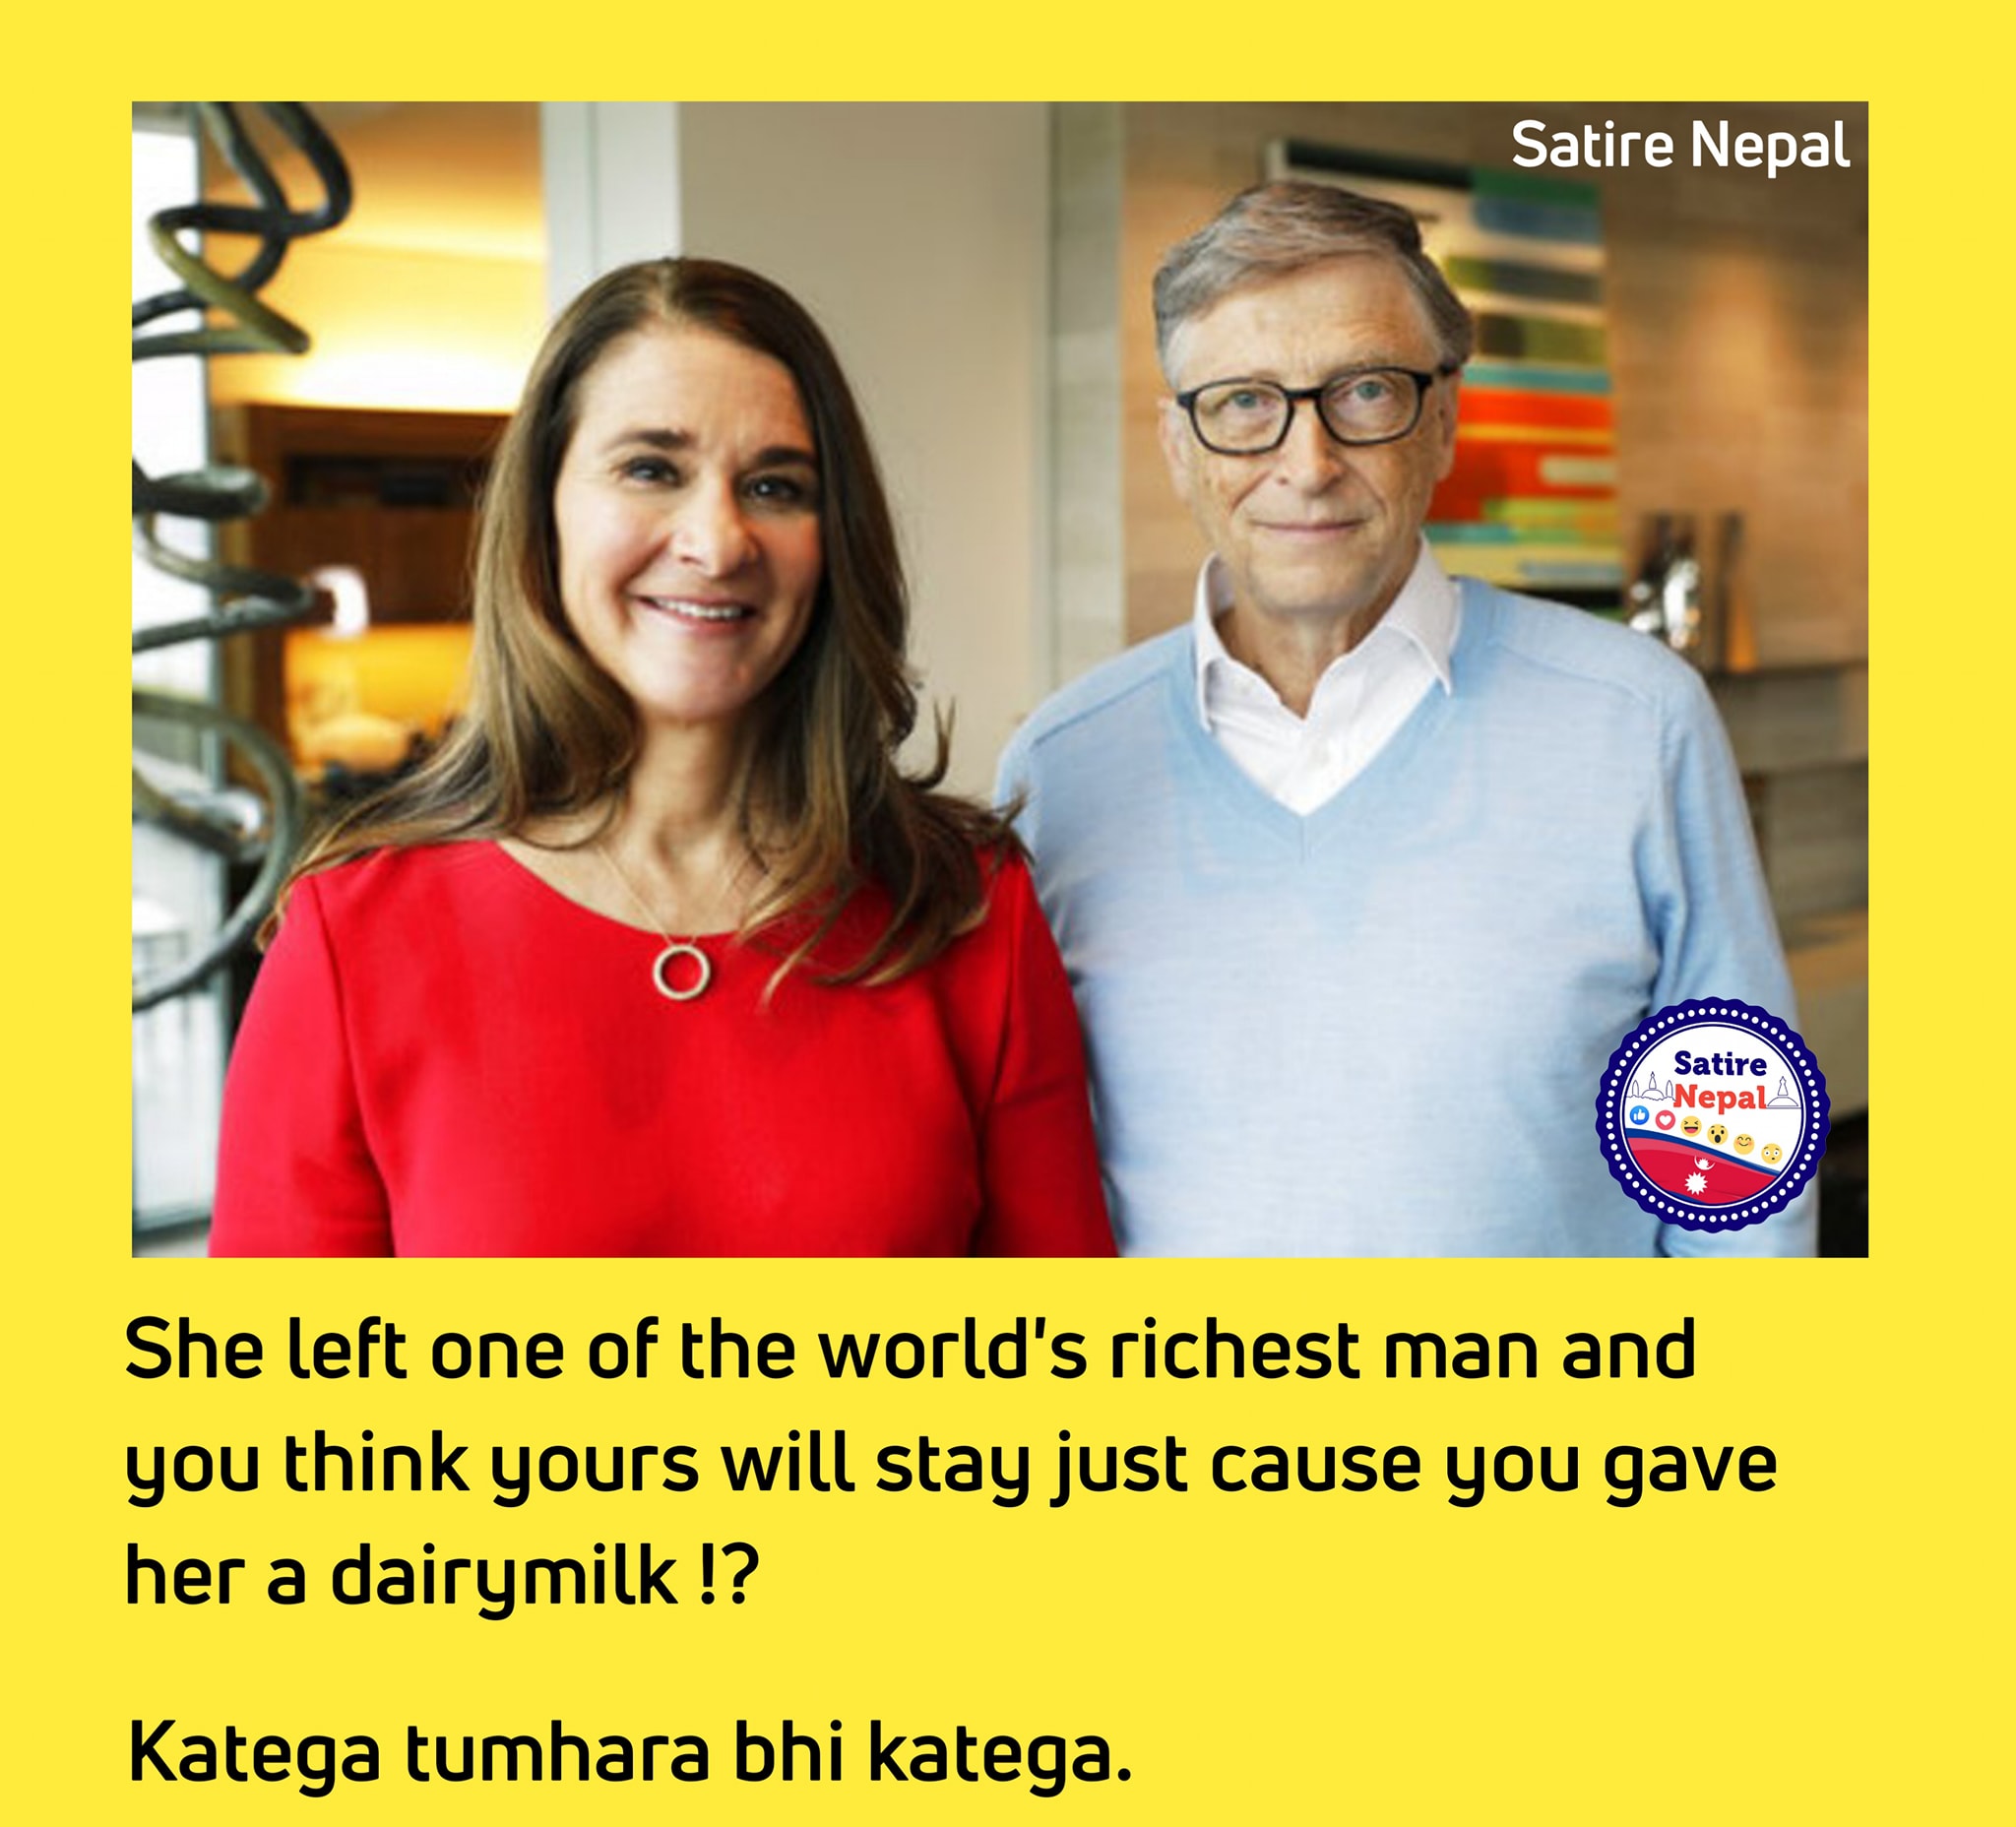 Satire Nepal
Satire
Nepal
She left one of the world's richest man and
you think yours will stay just cause you gave
her a dairymilk !?
Katega tumhara bhi katega.